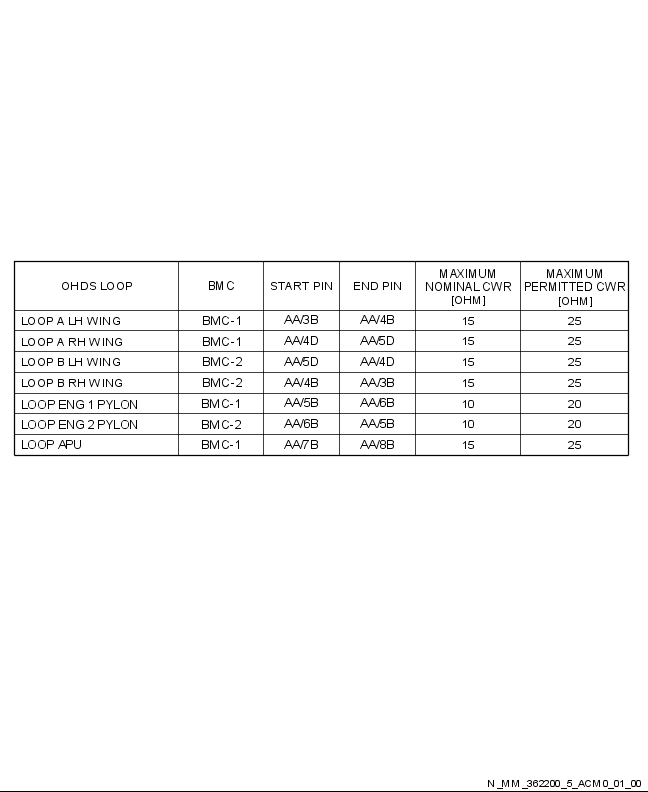 OHDS LOOP BMC START PIN END PIN MAXIMUM NOMINAL CWR [OHM] MAXIMUM PERMITTED CWR [OHM]
LOOP A LH WING BMC-1 AA/3B AA/4B 15 25
LOOP A RH WING BMC-1 AA/4D AA/5D 15 25
LOOP B LH WING BMC-2 AA/5D AA/4D 15 25
LOOP B RH WING BMC-2 AA/4B AA/3B 15 25
LOOP ENG 1 PYLON BMC-1 AA/5B AA/6B 10 20
LOOP ENG 2 PYLON BMC-2 AA/6B AA/5B 10 20
LOOP APU BMC-1 AA/7B AA/8B 15 25
N_MM_362200_5_ACM0_01_00